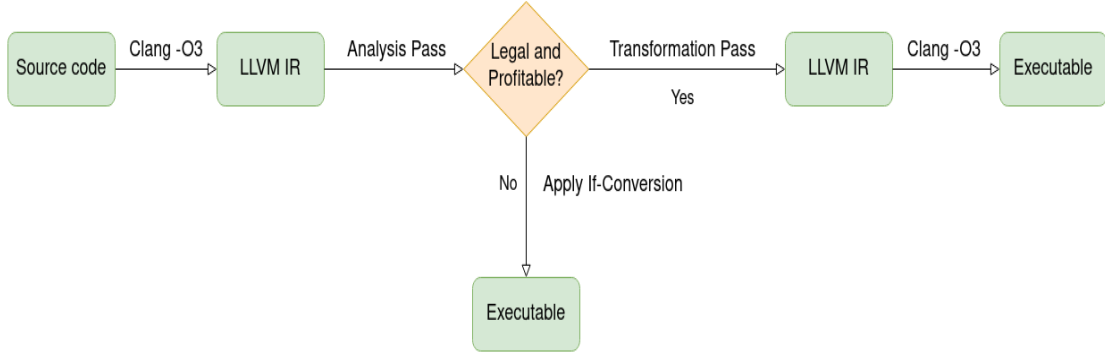 Source code
Clang -O3
LLVM IR
Analysis Pass
Legal and
Profitable?
Transformation Pass
Yes
LLVM IR
Clang -O3
Executable
No
Apply If-Conversion
Executable